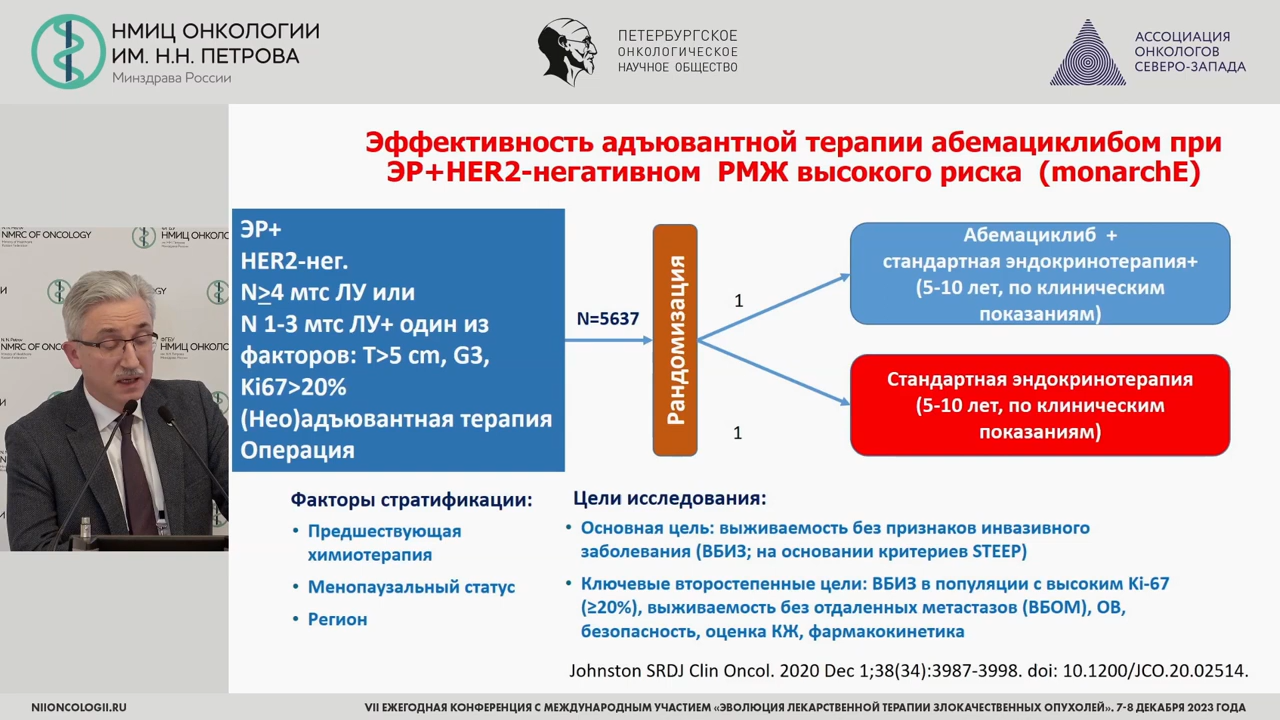 НМИЦ ОНКОЛОГИИ
ИМ. Н.Н. ПЕТРОВА
Минздрава России
ПЕТЕРБУРГСКОЕ
ОНКОЛОГИЧЕСКОЕ
НАУЧНОЕ ОБЩЕСТВО
АССОЦИАЦИЯ
ОНКОЛОГОВ
СЕВЕРО-ЗАПАДА
Эффективность адъювантной терапии абемациклибом при
ЭР+HER2-негативном РМЖ высокого риска (monarchE)
ЭР+
HER2-нег.
N≥4 мтс ЛУ или
N 1-3 мтс ЛУ+ один из
факторов: T>5 cm, G3,
Ki67>20%
(Нео)адъювантная терапия
Операция
N=5637
Рандомизация
1
1
Абемациклиб +
стандартная эндокринотерапия+
(5-10 лет, по клиническим
показаниям)
Стандартная эндокринотерапия
(5-10 лет, по клиническим
показаниям)
NMRC OF ONCOLOGY
НМИЦ ОНКОЛО
NMRC OF ONCOLOGY
НМИЦ ОНКОЛО
Факторы стратификации:
• Предшествующая
химиотерапия
• Менопаузальный статус
• Регион
Цели исследования:
• Основная цель: выживаемость без признаков инвазивного
заболевания (ВБИЗ; на основании критериев STEEP)
• Ключевые второстепенные цели: ВБИЗ в популяции с высоким Ki-67
(≥20%), выживаемость без отдаленных метастазов (ВБОМ), ОВ,
безопасность, оценка КЖ, фармакокинетика
Johnston SRDJ Clin Oncol. 2020 Dec 1;38(34):3987-3998. doi: 10.1200/JCO.20.02514.
NIIONCOLOGII.RU
VII ЕЖЕГОДНАЯ КОНФЕРЕНЦИЯ С МЕЖДУНАРОДНЫМ УЧАСТИЕМ «ЭВОЛЮЦИЯ ЛЕКАРСТВЕННОЙ ТЕРАПИИ ЗЛОКАЧЕСТВЕННЫХ ОПУХОЛЕЙ». 7-8 ДЕКАБРЯ 2023 ГОДА